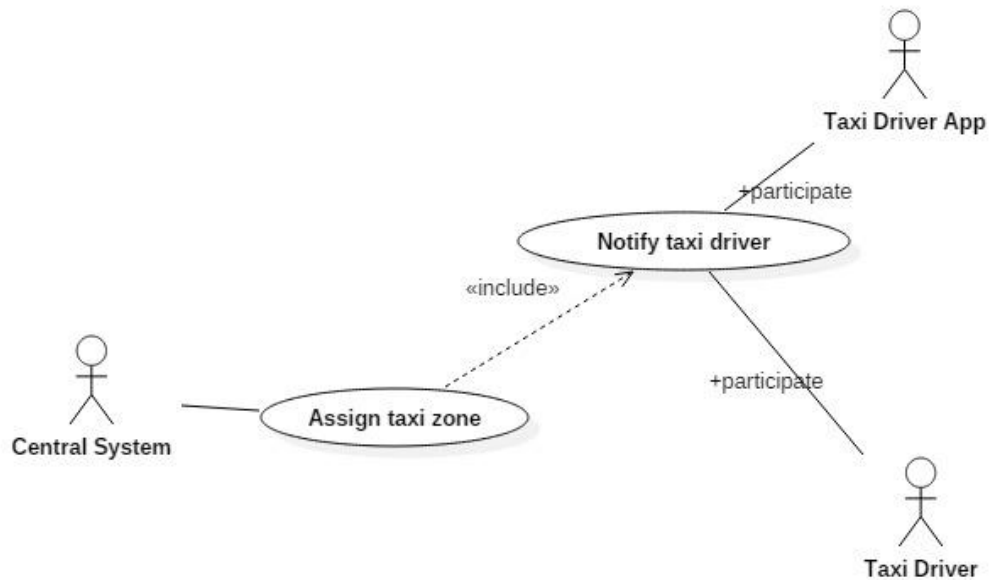 Taxi Driver App
+participate
Notify taxi driver
«include»
+participate
Assign taxi zone
Central System
Taxi Driver